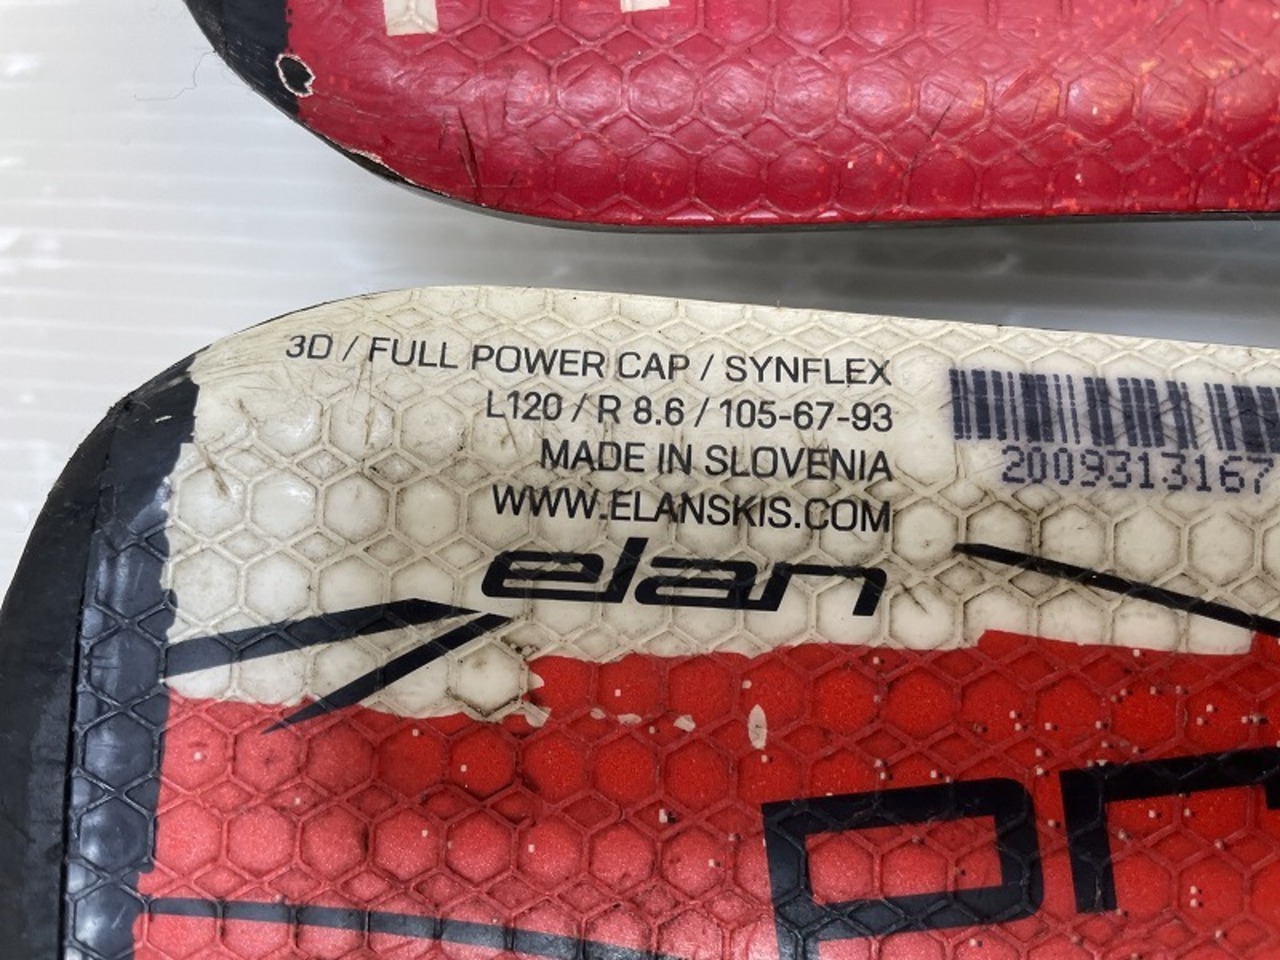 3D / FULL POWER CAP / SYNFLEX
L120 / R 8.6 / 105-67-93
MADE IN SLOVENIA
WWW.ELANSKIS.COM
2009313167
elan